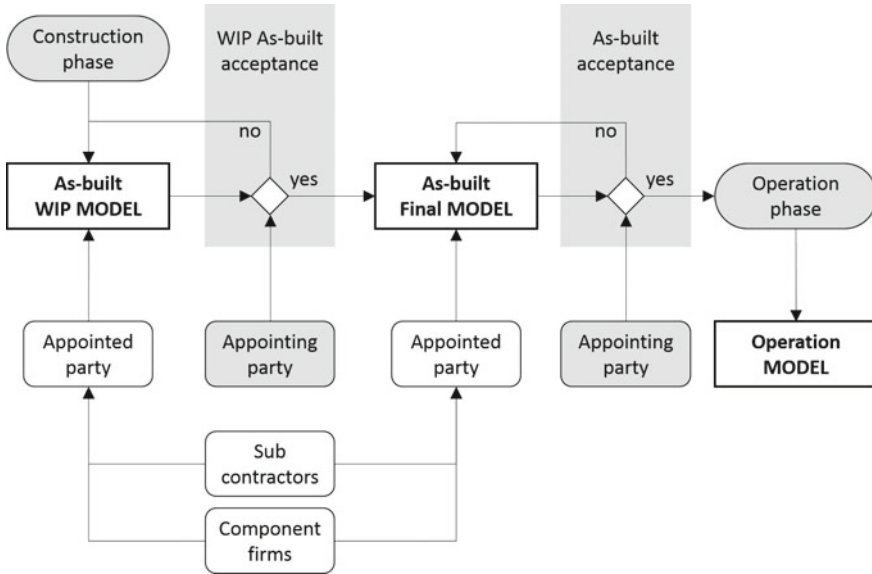 Construction
phase
WIP As-built
acceptance
As-built
acceptance
no
no
As-built
WIP MODEL
yes
As-built
Final MODEL
yes
Operation
phase
Appointed
party
Appointing
party
Appointed
party
Appointing
party
Operation
MODEL
Sub
contractors
Component
firms